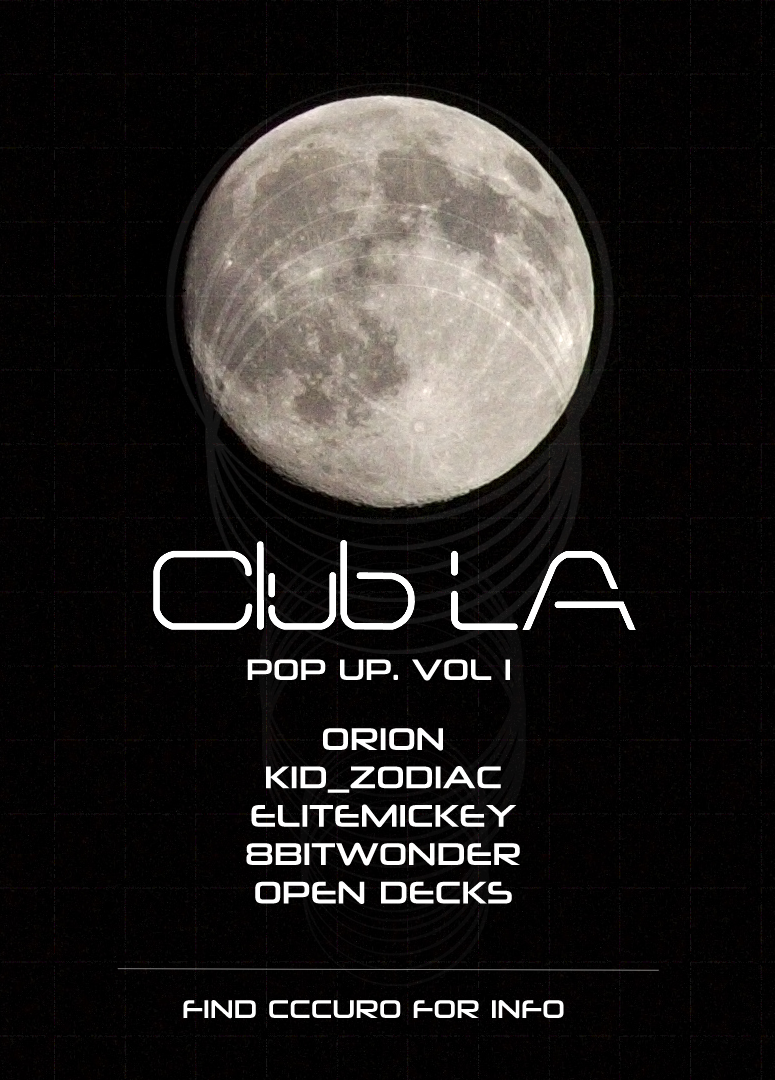 Club LA
POP UP. VOL I
ORION
KID_ZODIAC
ELITEMICKEY
8BITWONDER
OPEN DECKS
FIND CCCURO FOR INFO